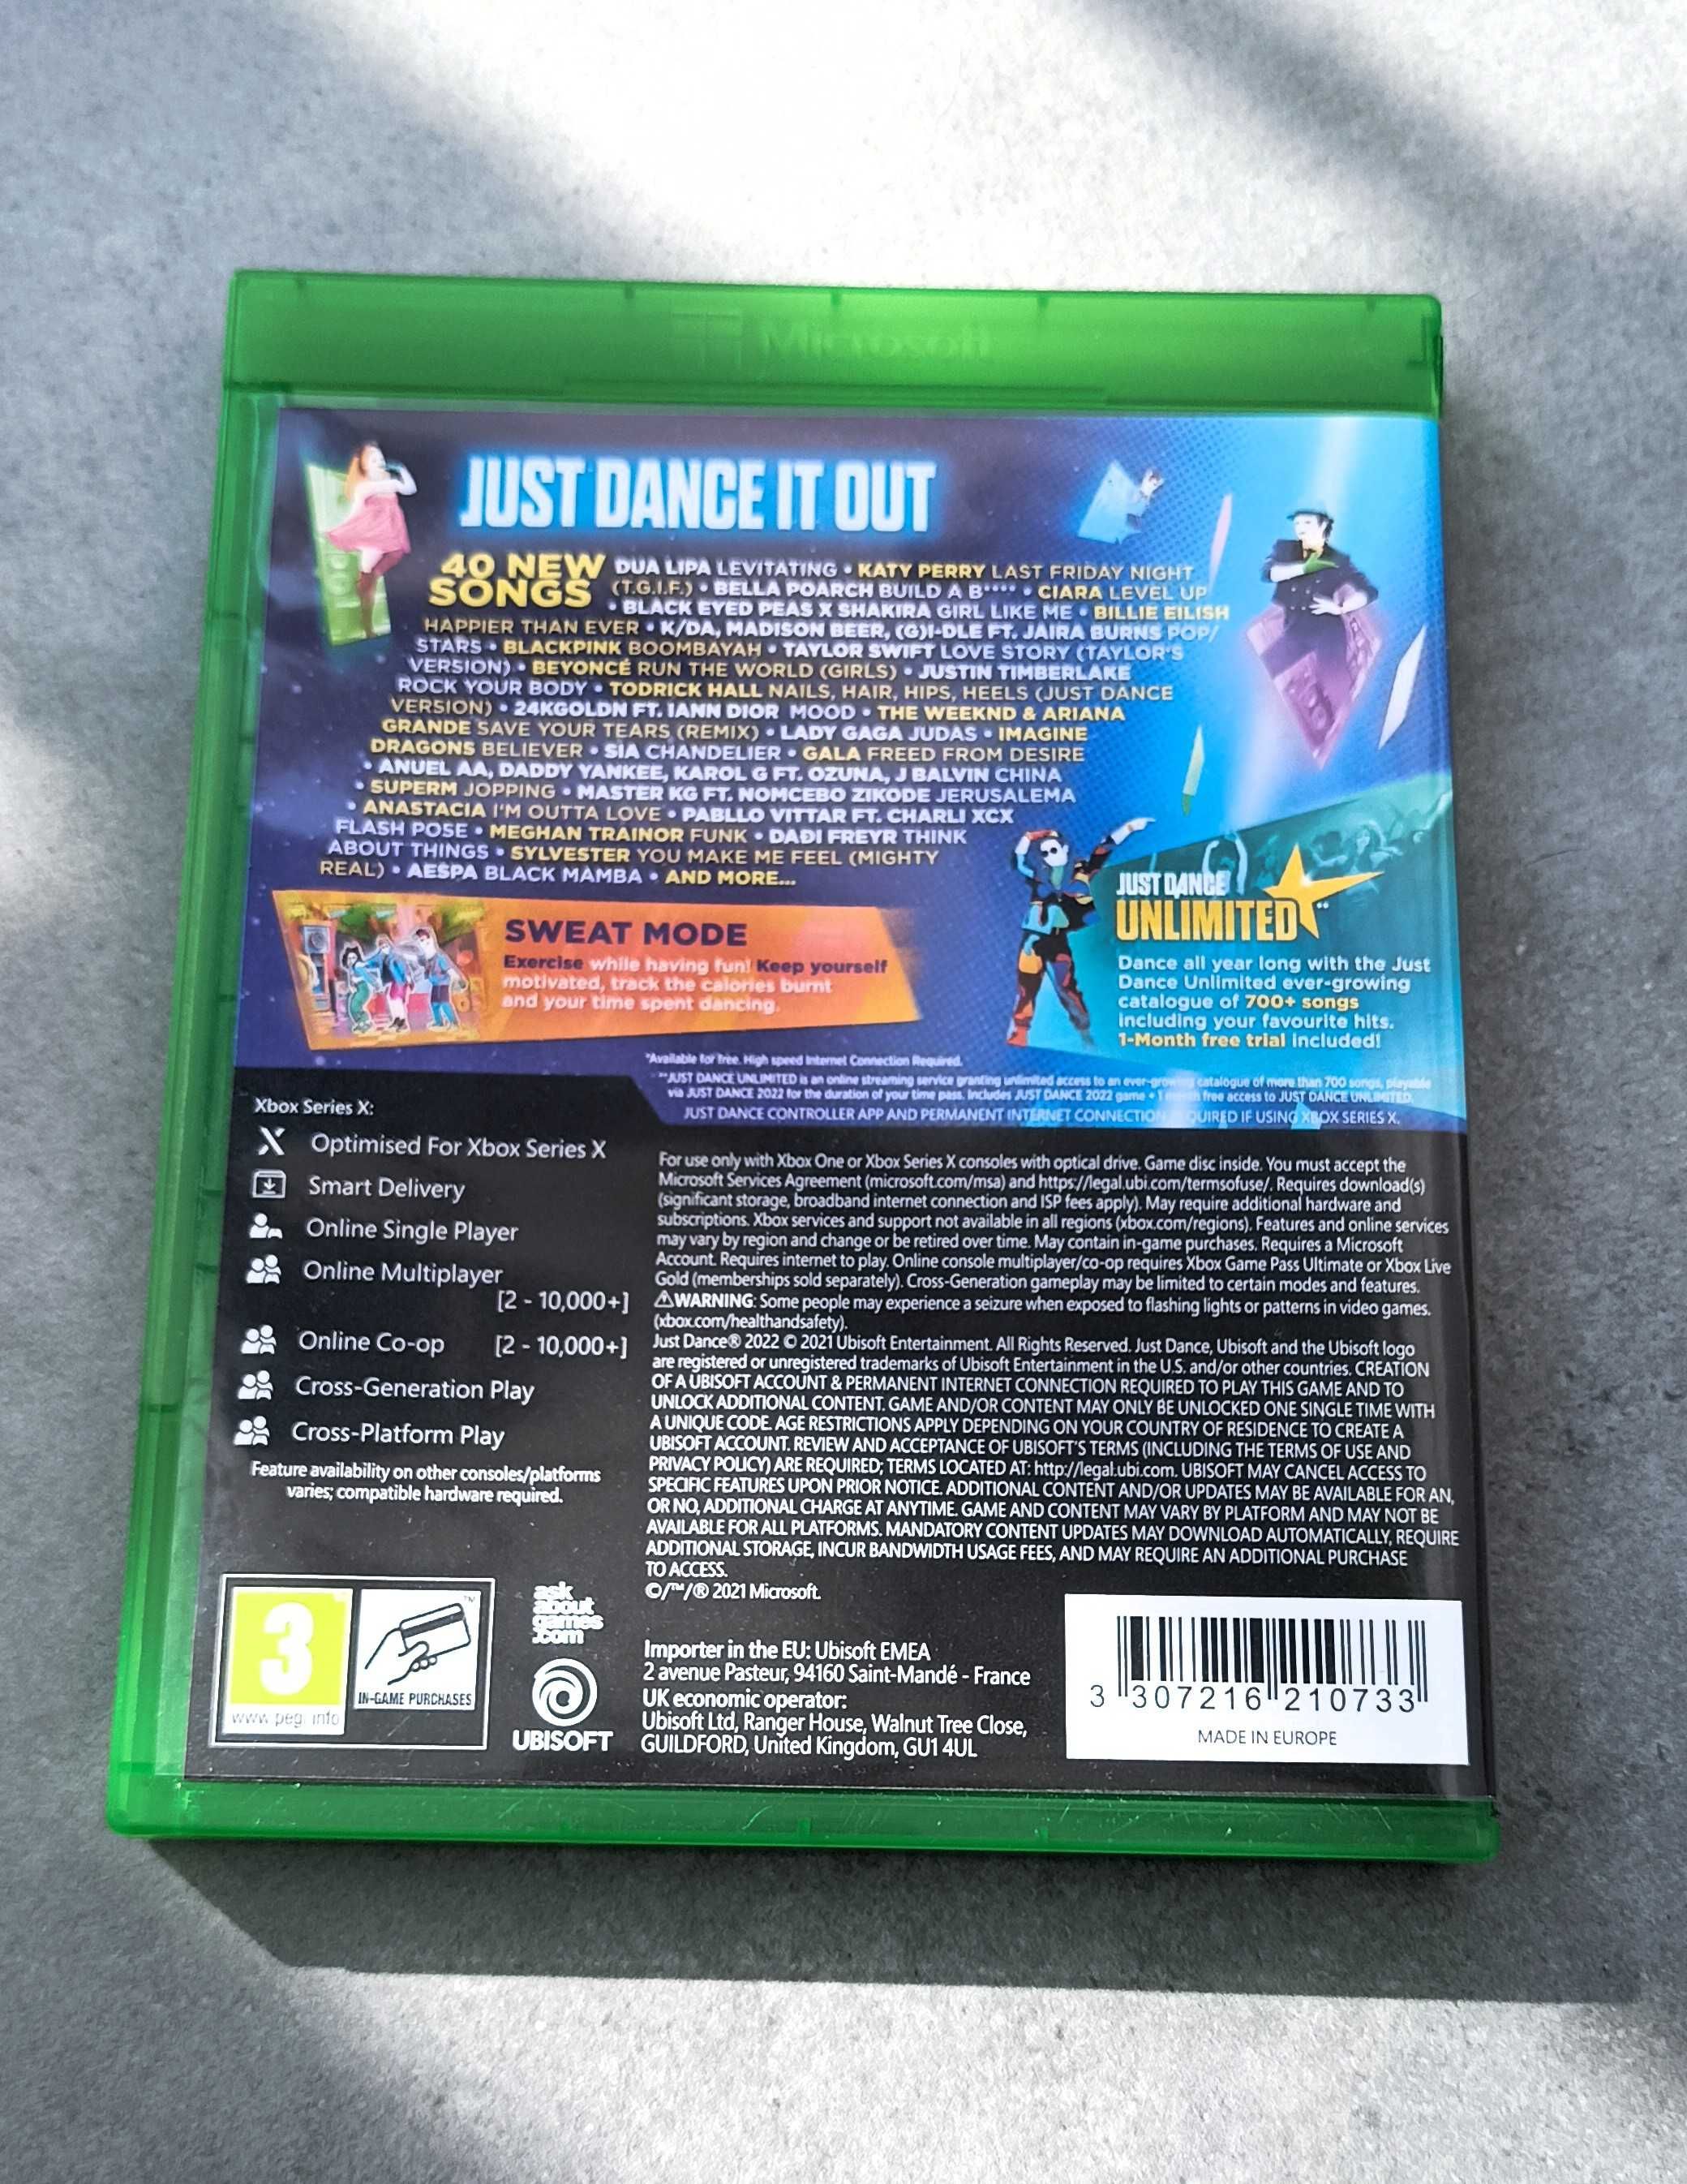 Microsoft
JUST DANCE IT OUT
40 NEW SONGS
DUA LIPA LEVITATING • KATY PERRY LAST FRIDAY NIGHT
(T.G.I.F.) • BELLA POARCH BUILD A B**** • CIARA LEVEL UP
• BLACK EYED PEAS X SHAKIRA GIRL LIKE ME • BILLIE EILISH
HAPPIER THAN EVER • K/DA, MADISON BEER, (G)I-DLE FT. JAIRA BURNS POP/
STARS • BLACKPINK BOOMBAYAH • TAYLOR SWIFT LOVE STORY (TAYLOR'S
VERSION) • BEYONCÉ RUN THE WORLD (GIRLS) • JUSTIN TIMBERLAKE
ROCK YOUR BODY • TODRICK HALL NAILS, HAIR, HIPS, HEELS (JUST DANCE
VERSION) • 24KGOLDN FT. IANN DIOR MOOD • THE WEEKND & ARIANA
GRANDE SAVE YOUR TEARS (REMIX) • LADY GAGA JUDAS • IMAGINE
DRAGONS BELIEVER • SIA CHANDELIER • GALA FREED FROM DESIRE
• ANUEL AA, DADDY YANKEE, KAROL G FT. OZUNA, J BALVIN CHINA
• SUPERM JOPPING • MASTER KG FT. NOMCEBO ZIKODE JERUSALEMA
• ANASTACIA I'M OUTTA LOVE • PABLLO VITTAR FT. CHARLI XCX
FLASH POSE • MEGHAN TRAINOR FUNK • DAÐI FREYR THINK
ABOUT THINGS • SYLVESTER YOU MAKE ME FEEL (MIGHTY
REAL) • AESPA BLACK MAMBA • AND MORE...
SWEAT MODE
Exercise while having fun! Keep yourself
motivated, track the calories burnt
and your time spent dancing.
JUST DANCE
UNLIMITED**
Dance all year long with the Just
Dance Unlimited ever-growing
catalogue of 700+ songs
including your favourite hits.
1-Month free trial included!
*Available for free. High speed Internet Connection Required.
**JUST DANCE UNLIMITED is an online streaming service granting unlimited access to an ever-growing catalogue of more than 700 songs, playable
via JUST DANCE 2022 for the duration of your time pass. Includes JUST DANCE 2022 game + 1 month free access to JUST DANCE UNLIMITED.
JUST DANCE CONTROLLER APP AND PERMANENT INTERNET CONNECTION REQUIRED IF USING XBOX SERIES X.
Xbox Series X:
Optimised For Xbox Series X
Smart Delivery
Online Single Player
Online Multiplayer
[2 - 10,000+]
Online Co-op [2 - 10,000+]
Cross-Generation Play
Cross-Platform Play
Feature availability on other consoles/platforms
varies; compatible hardware required.
For use only with Xbox One or Xbox Series X consoles with optical drive. Game disc inside. You must accept the
Microsoft Services Agreement (microsoft.com/msa) and https://legal.ubi.com/termsofuse/. Requires download(s)
(significant storage, broadband internet connection and ISP fees apply). May require additional hardware and
subscriptions. Xbox services and support not available in all regions (xbox.com/regions). Features and online services
may vary by region and change or be retired over time. May contain in-game purchases. Requires a Microsoft
Account. Requires internet to play. Online console multiplayer/co-op requires Xbox Game Pass Ultimate or Xbox Live
Gold (memberships sold separately). Cross-Generation gameplay may be limited to certain modes and features.
⚠WARNING: Some people may experience a seizure when exposed to flashing lights or patterns in video games.
(xbox.com/healthandsafety).
Just Dance® 2022 © 2021 Ubisoft Entertainment. All Rights Reserved. Just Dance, Ubisoft and the Ubisoft logo
are registered or unregistered trademarks of Ubisoft Entertainment in the U.S. and/or other countries. CREATION
OF A UBISOFT ACCOUNT & PERMANENT INTERNET CONNECTION REQUIRED TO PLAY THIS GAME AND TO
UNLOCK ADDITIONAL CONTENT. GAME AND/OR CONTENT MAY ONLY BE UNLOCKED ONE SINGLE TIME WITH
A UNIQUE CODE. AGE RESTRICTIONS APPLY DEPENDING ON YOUR COUNTRY OF RESIDENCE TO CREATE A
UBISOFT ACCOUNT. REVIEW AND ACCEPTANCE OF UBISOFT'S TERMS (INCLUDING THE TERMS OF USE AND
PRIVACY POLICY) ARE REQUIRED; TERMS LOCATED AT: http://legal.ubi.com. UBISOFT MAY CANCEL ACCESS TO
SPECIFIC FEATURES UPON PRIOR NOTICE. ADDITIONAL CONTENT AND/OR UPDATES MAY BE AVAILABLE FOR AN,
OR NO, ADDITIONAL CHARGE AT ANYTIME. GAME AND CONTENT MAY VARY BY PLATFORM AND MAY NOT BE
AVAILABLE FOR ALL PLATFORMS. MANDATORY CONTENT UPDATES MAY DOWNLOAD AUTOMATICALLY, REQUIRE
ADDITIONAL STORAGE, INCUR BANDWIDTH USAGE FEES, AND MAY REQUIRE AN ADDITIONAL PURCHASE
TO ACCESS.
©/™/® 2021 Microsoft.
3
www.pegi.info
TM
IN-GAME PURCHASES
ask
about
games
.com
UBISOFT
Importer in the EU: Ubisoft EMEA
2 avenue Pasteur, 94160 Saint-Mandé - France
UK economic operator:
Ubisoft Ltd, Ranger House, Walnut Tree Close,
GUILDFORD, United Kingdom, GU1 4UL
3 307216 210733
MADE IN EUROPE